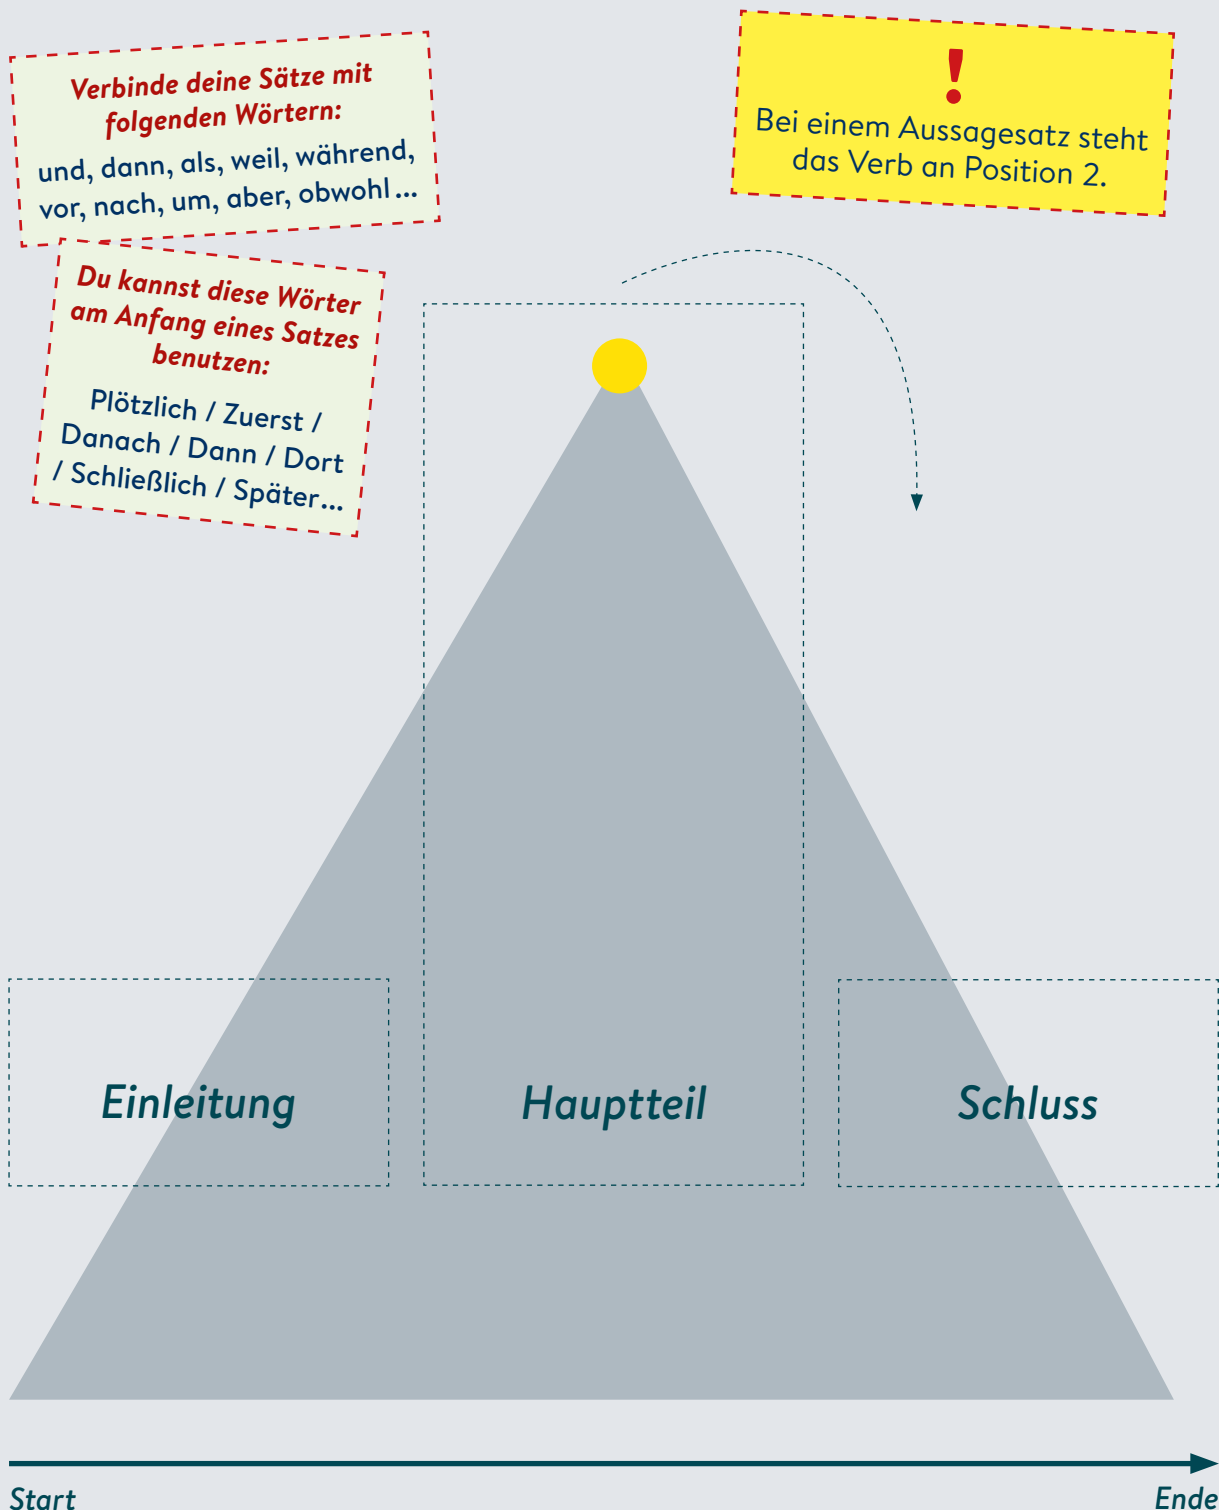 Verbinde deine Sätze mit
folgenden Wörtern:
und, dann, als, weil, während,
vor, nach, um, aber, obwohl ...
!
Bei einem Aussagesatz steht
das Verb an Position 2.
Du kannst diese Wörter
am Anfang eines Satzes
benutzen:
Plötzlich / Zuerst /
Danach / Dann / Dort
/ Schließlich / Später...
Einleitung
Hauptteil
Schluss
Start
Ende